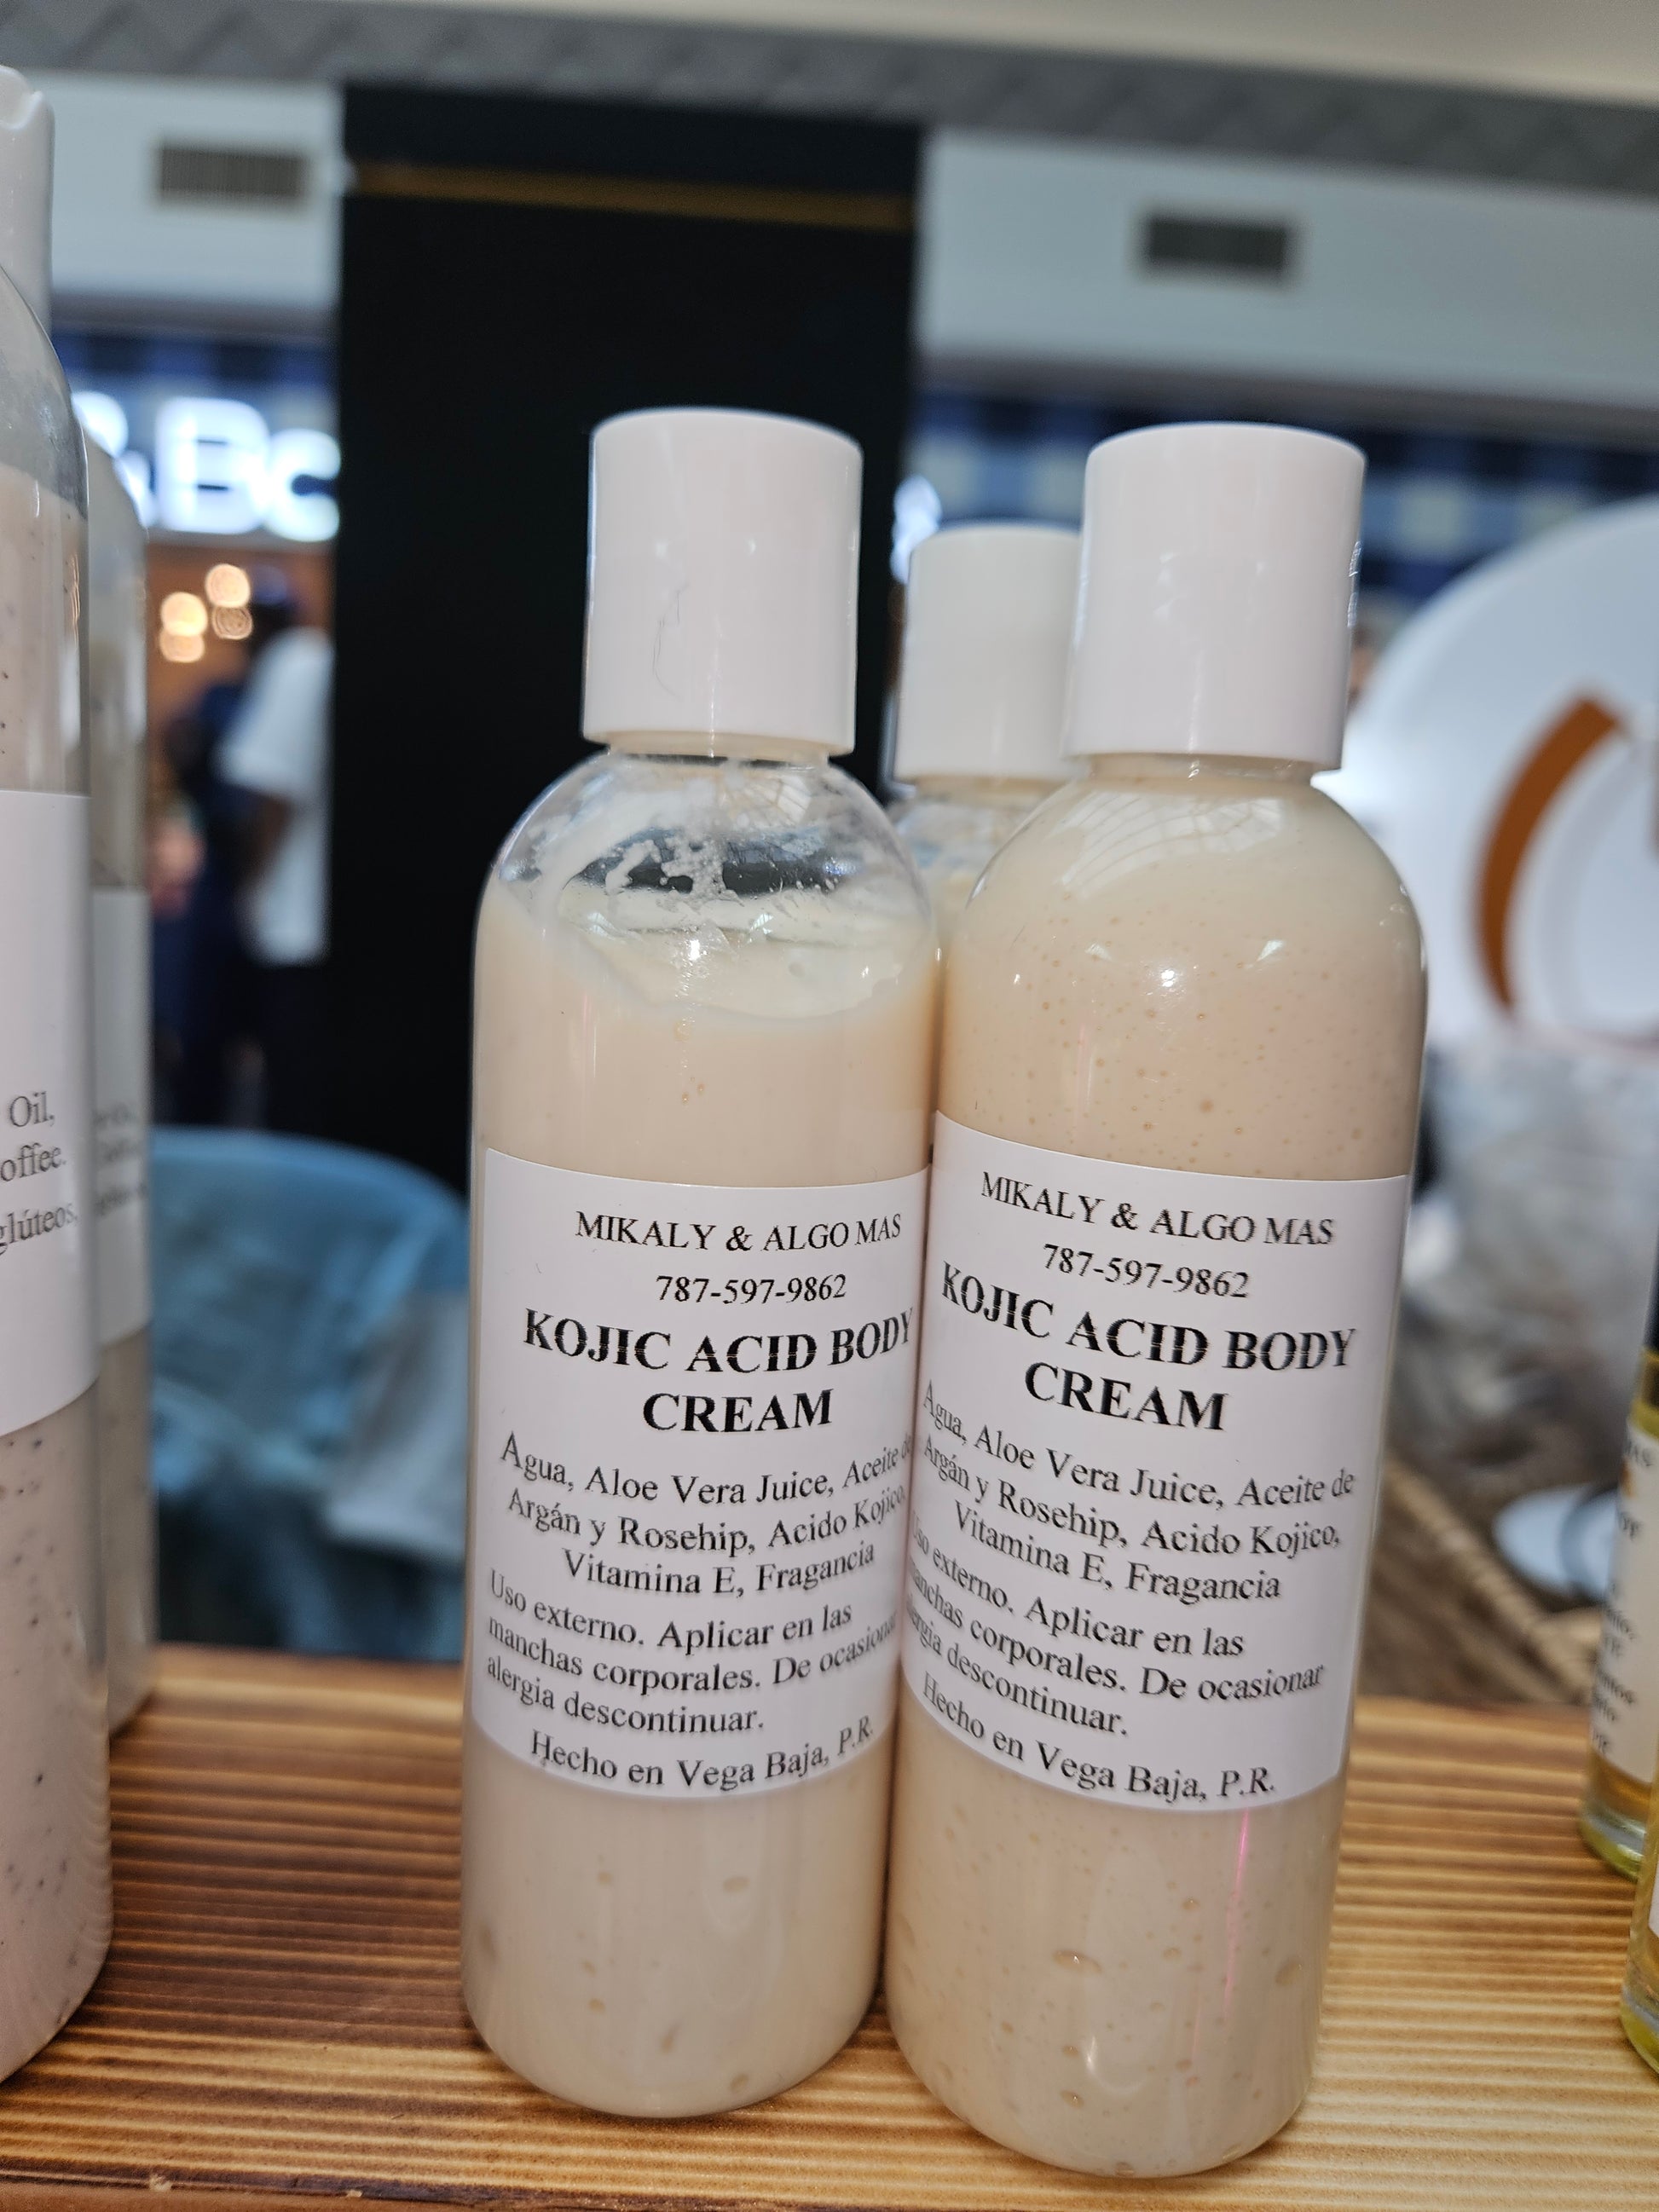 & Bo
Oil,
glúteos,
MIKALY & ALGO MAS
787-597-9862
KOJIC ACID BODY
CREAM
Agua, Aloe Vera Juice, Aceite de
Argán y Rosehip, Acido Kojico,
Vitamina E, Fragancia
Uso externo. Aplicar en las
manchas corporales. De ocasionar
alergia descontinuar.
Hecho en Vega Baja, P.R.
MIKALY & ALGO MAS
787-597-9862
KOJIC ACID BODY
CREAM
Agua, Aloe Vera Juice, Aceite de
Argán y Rosehip, Acido Kojico,
Vitamina E, Fragancia
Uso externo. Aplicar en las
manchas corporales. De ocasionar
alergia descontinuar.
Hecho en Vega Baja, P.R.